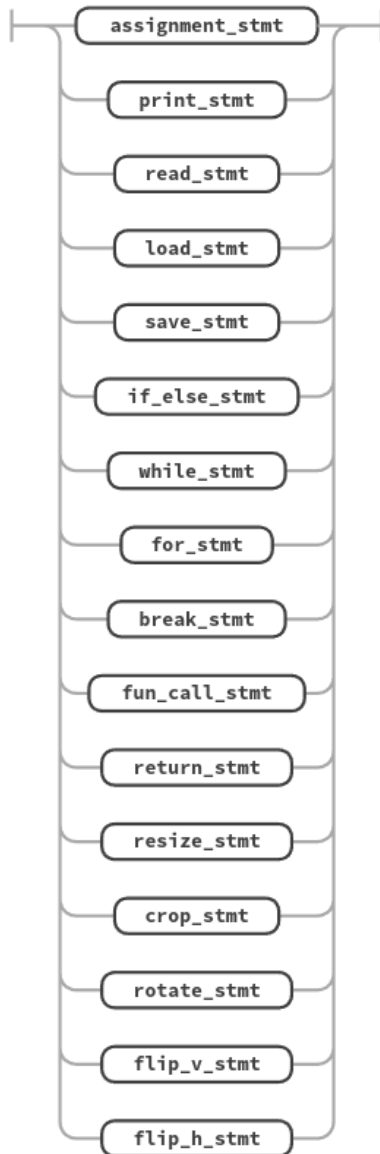 assignment_stmt
print_stmt
read_stmt
load_stmt
save_stmt
if_else_stmt
while_stmt
for_stmt
break_stmt
fun_call_stmt
return_stmt
resize_stmt
crop_stmt
rotate_stmt
flip_v_stmt
flip_h_stmt